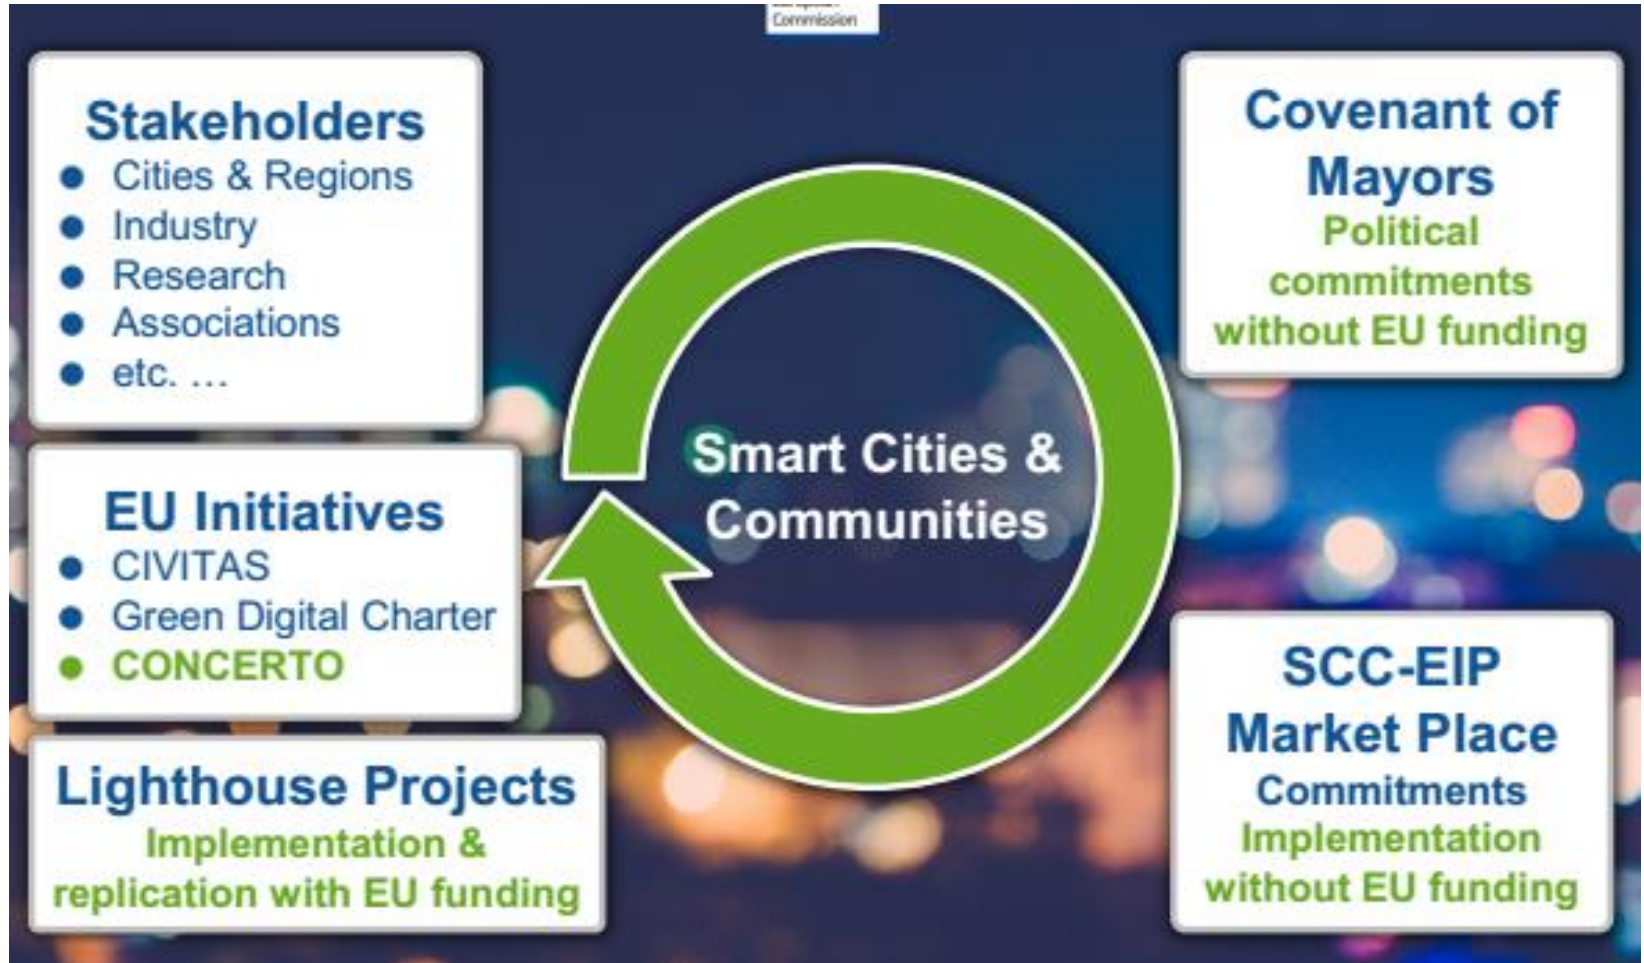 Commission
Stakeholders
● Cities & Regions
● Industry
● Research
● Associations
● etc. ...
EU Initiatives
● CIVITAS
● Green Digital Charter
● CONCERTO
Lighthouse Projects
Implementation &
replication with EU funding
Smart Cities &
Communities
Covenant of
Mayors
Political
commitments
without EU funding
SCC-EIP
Market Place
Commitments
Implementation
without EU funding